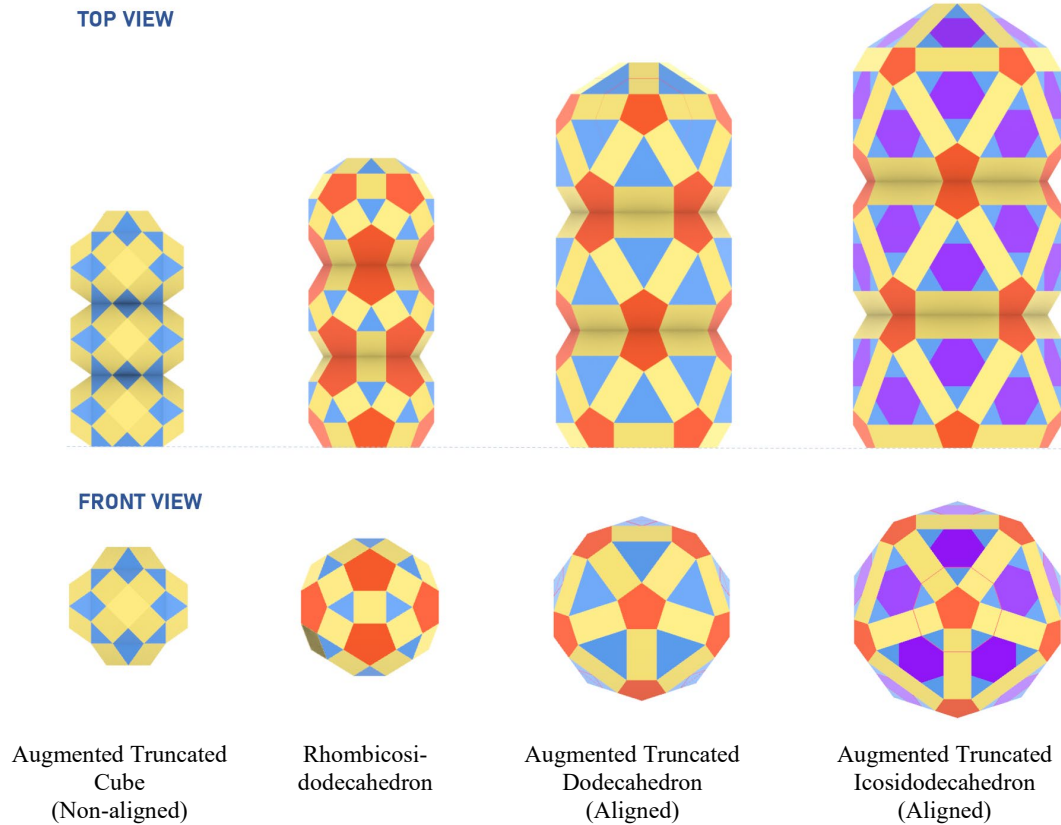 TOP VIEW
FRONT VIEW
Augmented Truncated
Cube
(Non-aligned)
Rhombicosi-
dodecahedron
Augmented Truncated
Dodecahedron
(Aligned)
Augmented Truncated
Icosidodecahedron
(Aligned)